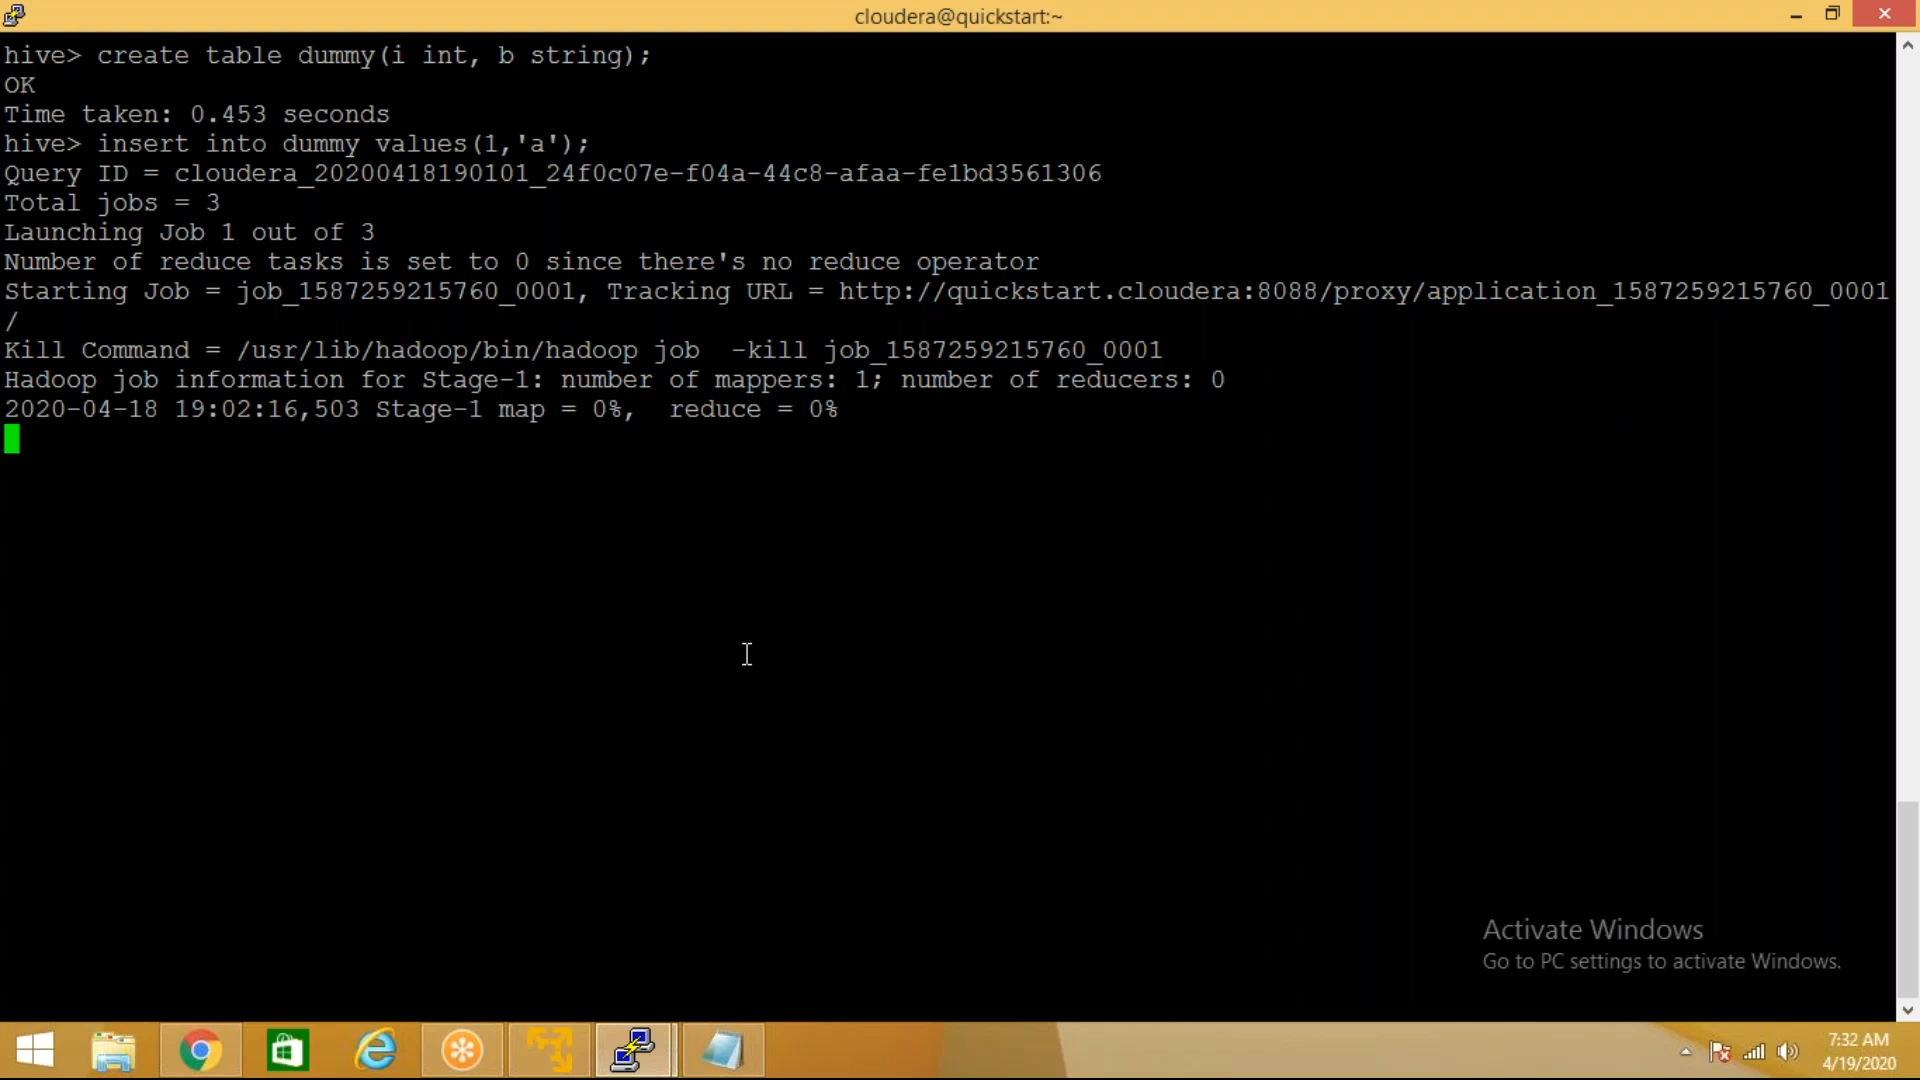 cloudera@quickstart:~
hive> create table dummy(i int, b string);
OK
Time taken: 0.453 seconds
hive> insert into dummy values(1,'a');
Query ID = cloudera_20200418190101_24f0c07e-f04a-44c8-afaa-fe1bd3561306
Total jobs = 3
Launching Job 1 out of 3
Number of reduce tasks is set to 0 since there's no reduce operator
Starting Job = job_1587259215760_0001, Tracking URL = http://quickstart.cloudera:8088/proxy/application_1587259215760_0001
/
Kill Command = /usr/lib/hadoop/bin/hadoop job  -kill job_1587259215760_0001
Hadoop job information for Stage-1: number of mappers: 1; number of reducers: 0
2020-04-18 19:02:16,503 Stage-1 map = 0%,  reduce = 0%
Activate Windows
Go to PC settings to activate Windows.
7:32 AM
4/19/2020